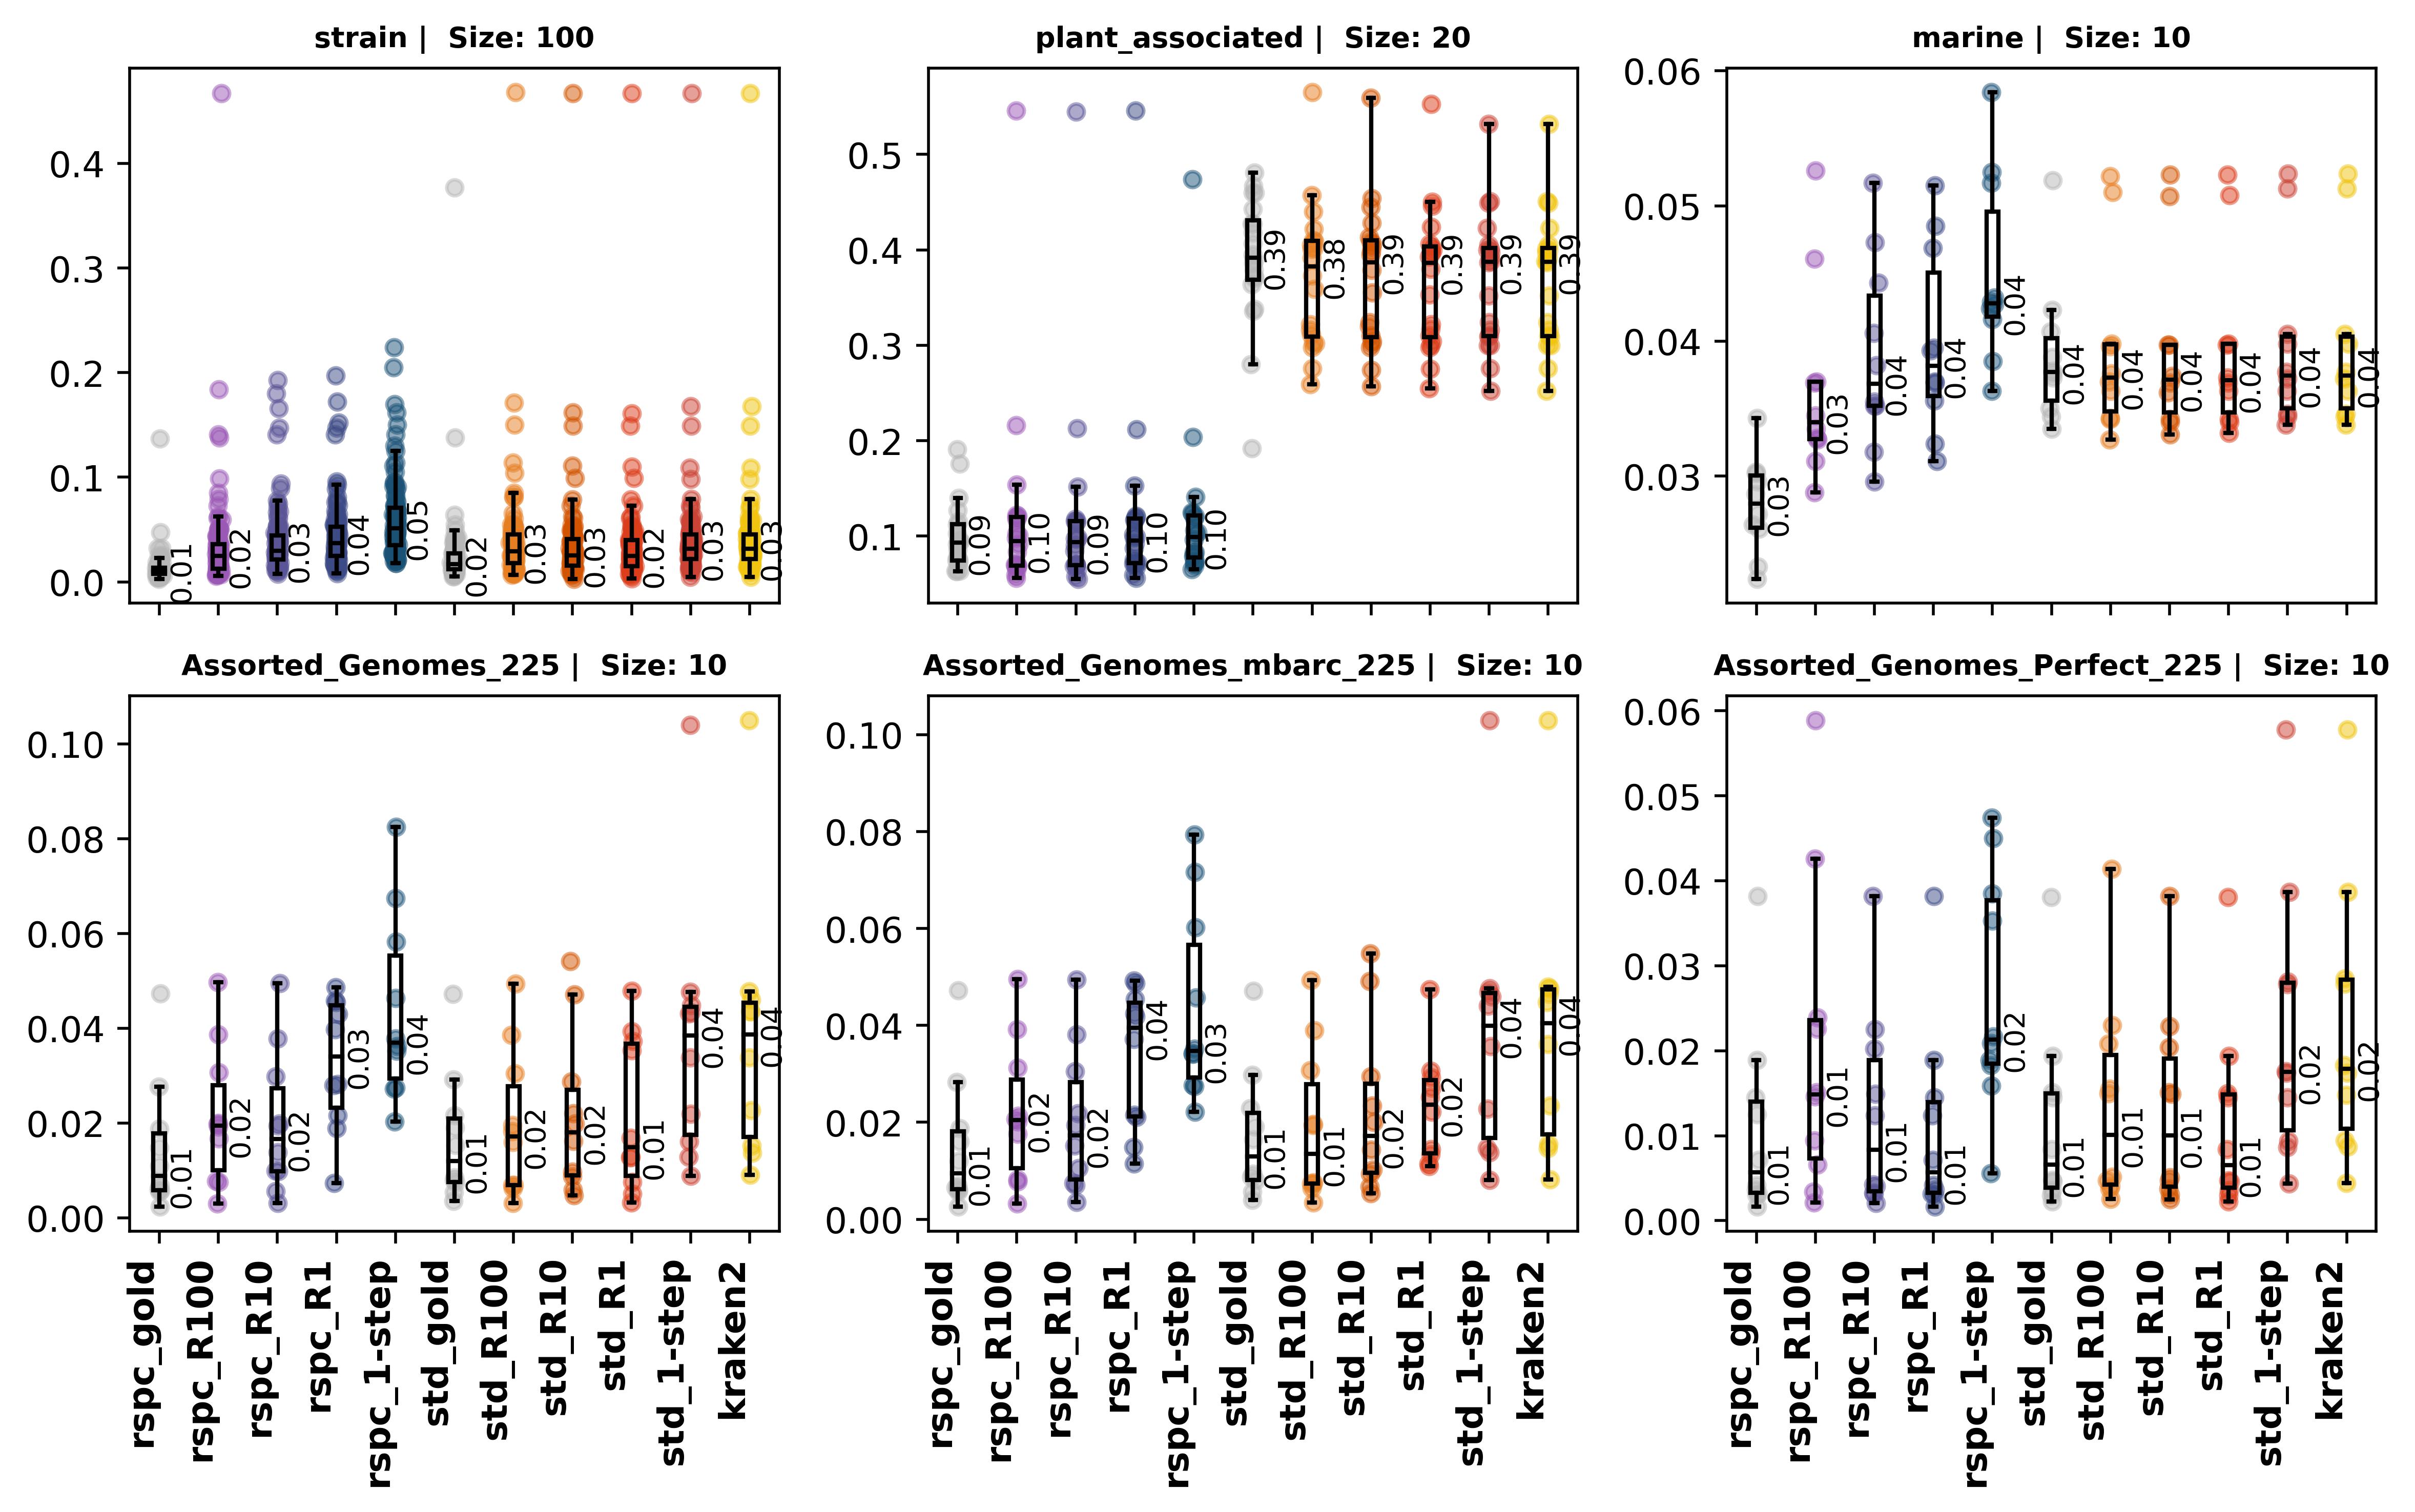 strain | Size: 100
0.4
0.3
0.2
0.1
0.0
0.01
0.02
0.03
0.04
0.05
0.02
0.03
0.03
0.02
0.03
0.03
plant_associated | Size: 20
0.5
0.4
0.3
0.2
0.1
0.09
0.10
0.09
0.10
0.10
0.39
0.38
0.39
0.39
0.39
0.39
marine | Size: 10
0.06
0.05
0.04
0.03
0.03
0.03
0.04
0.04
0.04
0.04
0.04
0.04
0.04
0.04
0.04
Assorted_Genomes_225 | Size: 10
0.10
0.08
0.06
0.04
0.02
0.00
0.01
0.02
0.02
0.03
0.04
0.01
0.02
0.02
0.01
0.04
0.04
rspc_gold
rspc_R100
rspc_R10
rspc_R1
rspc_1-step
std_gold
std_R100
std_R10
std_R1
std_1-step
kraken2
Assorted_Genomes_mbarc_225 | Size: 10
0.10
0.08
0.06
0.04
0.02
0.00
0.01
0.02
0.02
0.04
0.03
0.01
0.01
0.02
0.02
0.04
0.04
rspc_gold
rspc_R100
rspc_R10
rspc_R1
rspc_1-step
std_gold
std_R100
std_R10
std_R1
std_1-step
kraken2
Assorted_Genomes_Perfect_225 | Size: 10
0.06
0.05
0.04
0.03
0.02
0.01
0.00
0.01
0.01
0.01
0.01
0.02
0.01
0.01
0.01
0.01
0.02
0.02
rspc_gold
rspc_R100
rspc_R10
rspc_R1
rspc_1-step
std_gold
std_R100
std_R10
std_R1
std_1-step
kraken2